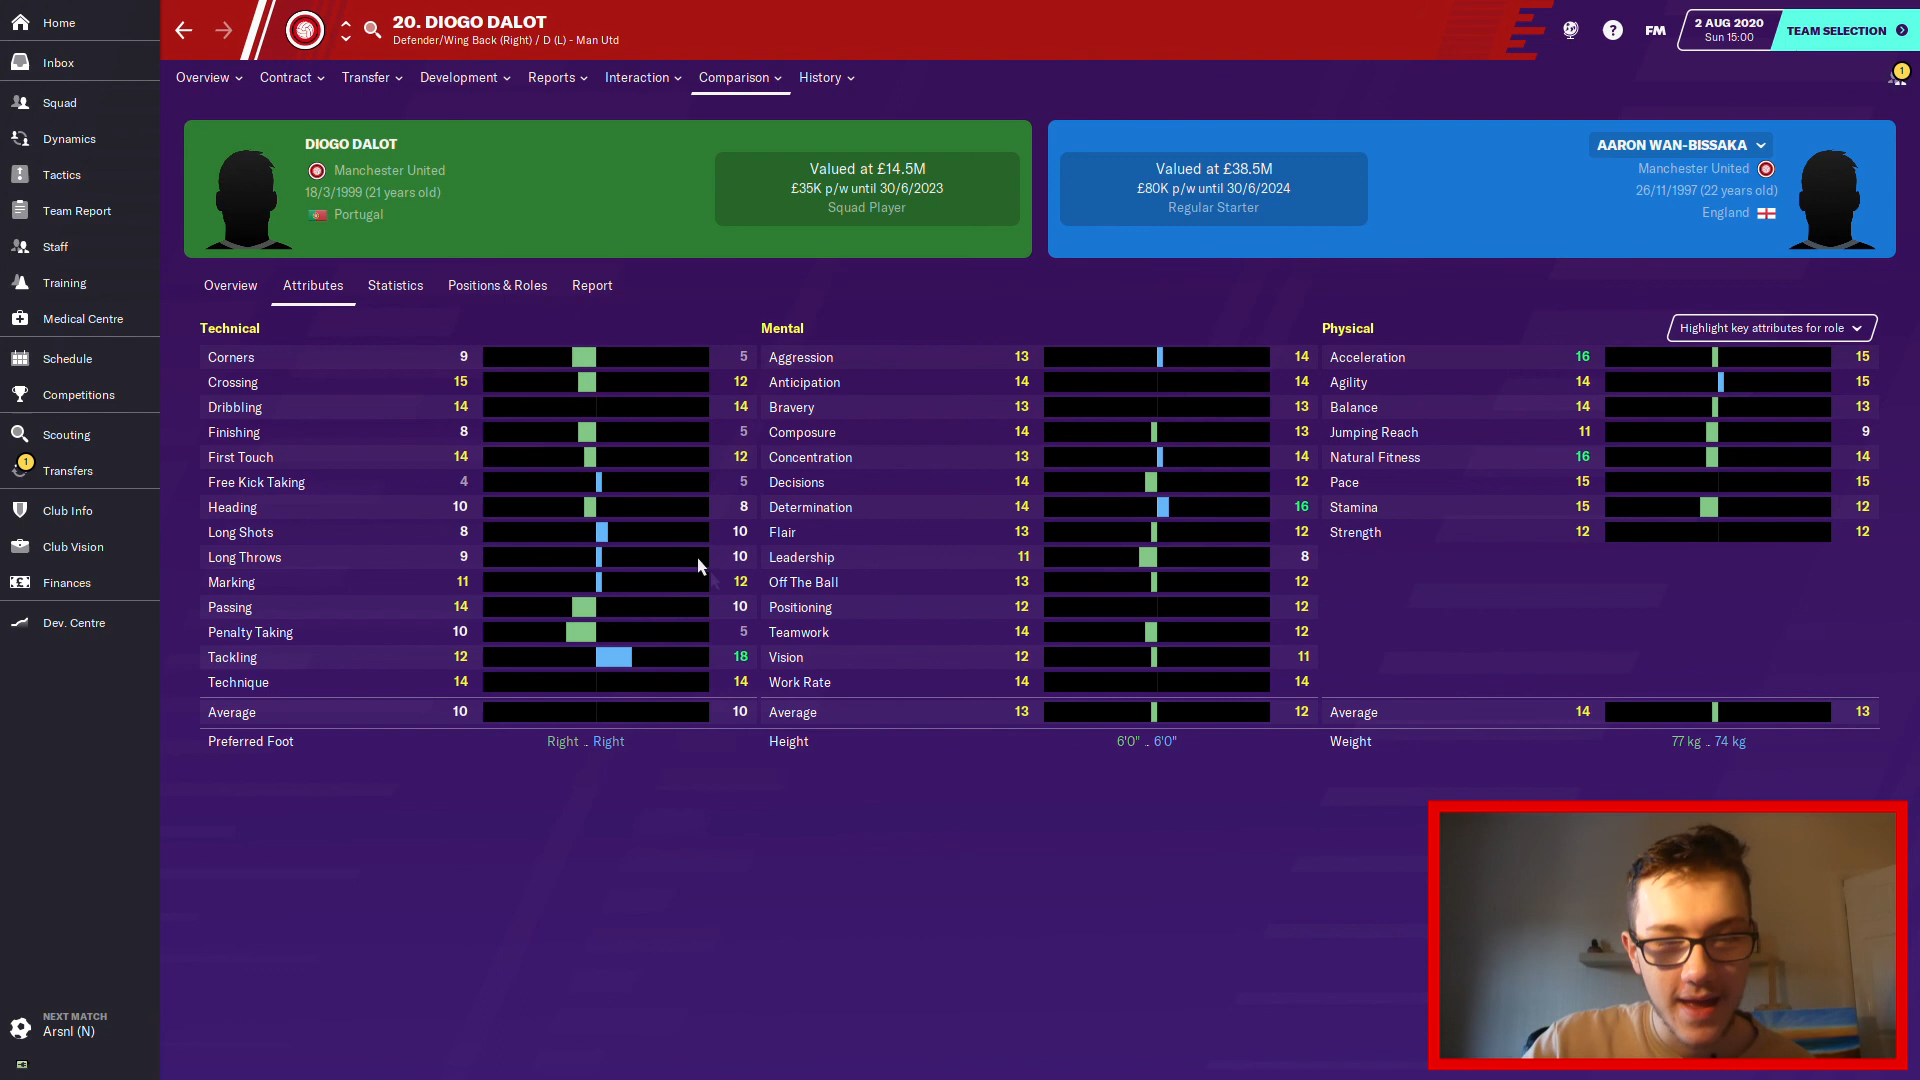 Home
Inbox
Squad
Dynamics
Tactics
Team Report
Staff
Training
Medical Centre
Schedule
Competitions
Scouting
1
Transfers
Club Info
Club Vision
Finances
Dev. Centre
NEXT MATCH
Arsnl (N)
20. DIOGO DALOT
Defender/Wing Back (Right) / D (L) - Man Utd
? FM
2 AUG 2020
Sun 15:00
TEAM SELECTION
Overview Contract Transfer Development Reports Interaction Comparison History
1
DIOGO DALOT
Manchester United
18/3/1999 (21 years old)
Portugal
Valued at £14.5M
£35K p/w until 30/6/2023
Squad Player
Valued at £38.5M
£80K p/w until 30/6/2024
Regular Starter
AARON WAN-BISSAKA
Manchester United
26/11/1997 (22 years old)
England
Overview Attributes Statistics Positions & Roles Report
Technical
Corners 9 5
Crossing 15 12
Dribbling 14 14
Finishing 8 5
First Touch 14 12
Free Kick Taking 4 5
Heading 10 8
Long Shots 8 10
Long Throws 9 10
Marking 11 12
Passing 14 10
Penalty Taking 10 5
Tackling 12 18
Technique 14 14
Average 10 10
Preferred Foot Right .. Right
Mental
Aggression 13 14
Anticipation 14 14
Bravery 13 13
Composure 14 13
Concentration 13 14
Decisions 14 12
Determination 14 16
Flair 13 12
Leadership 11 8
Off The Ball 13 12
Positioning 12 12
Teamwork 14 12
Vision 12 11
Work Rate 14 14
Average 13 12
Height 6'0" .. 6'0"
Physical
Highlight key attributes for role
Acceleration 16 15
Agility 14 15
Balance 14 13
Jumping Reach 11 9
Natural Fitness 16 14
Pace 15 15
Stamina 15 12
Strength 12 12
Average 14 13
Weight 77 kg .. 74 kg